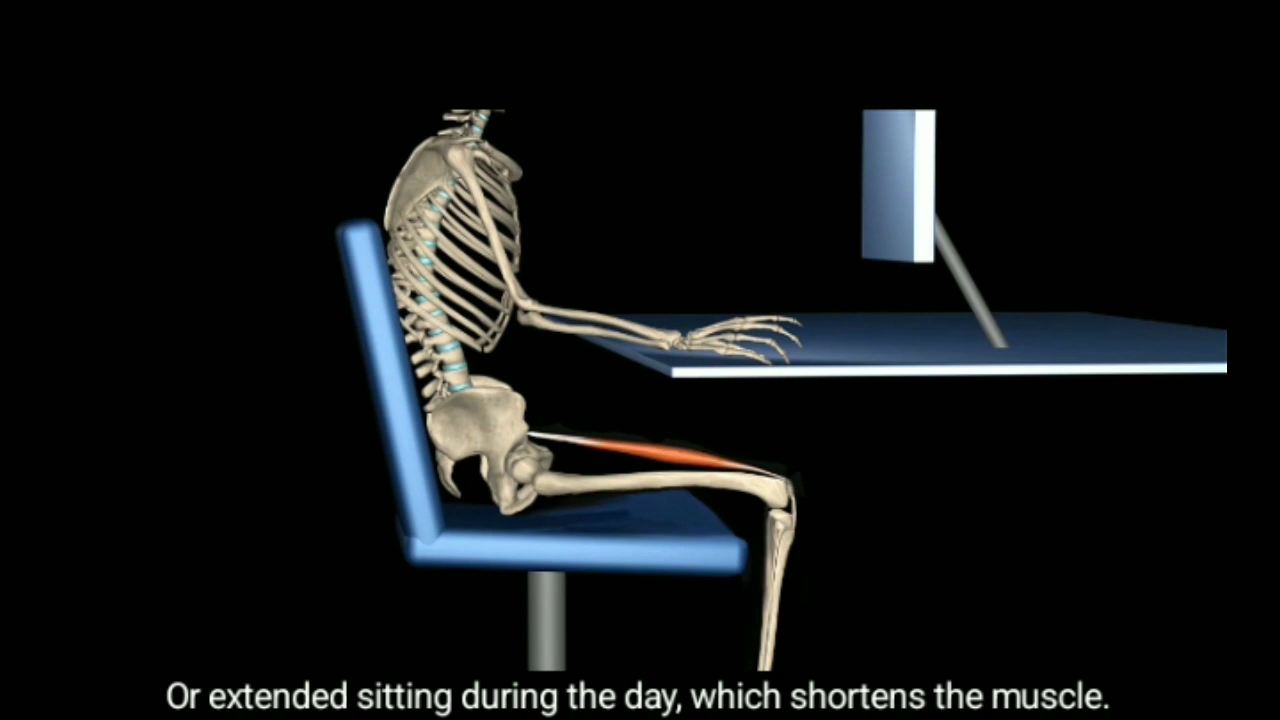 Or extended sitting during the day, which shortens the muscle.